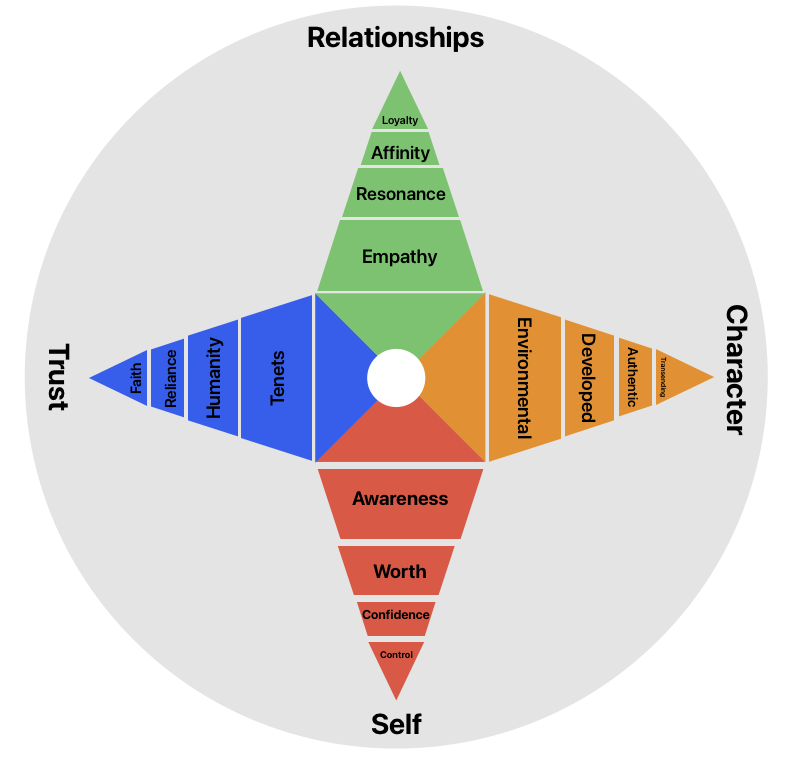 Relationships
Loyalty
Affinity
Resonance
Empathy
Trust
Faith
Reliance
Humanity
Tenets
Environmental
Developed
Authentic
Transending
Character
Awareness
Worth
Confidence
Control
Self